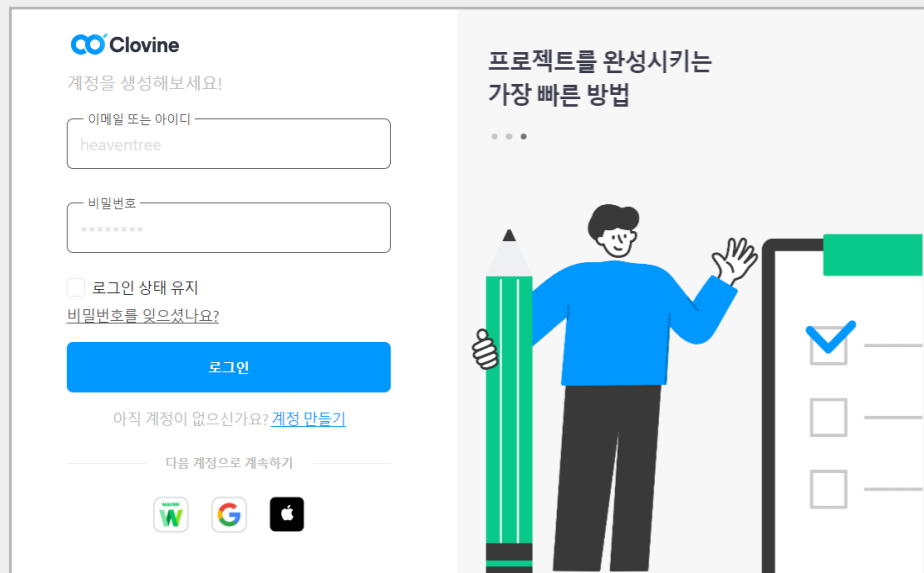 Clovine
계정을 생성해보세요!
이메일 또는 아이디
heaventree
비밀번호
••••••••
로그인 상태 유지
비밀번호를 잊으셨나요?
로그인
아직 계정이 없으신가요? 계정 만들기
다음 계정으로 계속하기
NAVER
W
G
프로젝트를 완성시키는
가장 빠른 방법